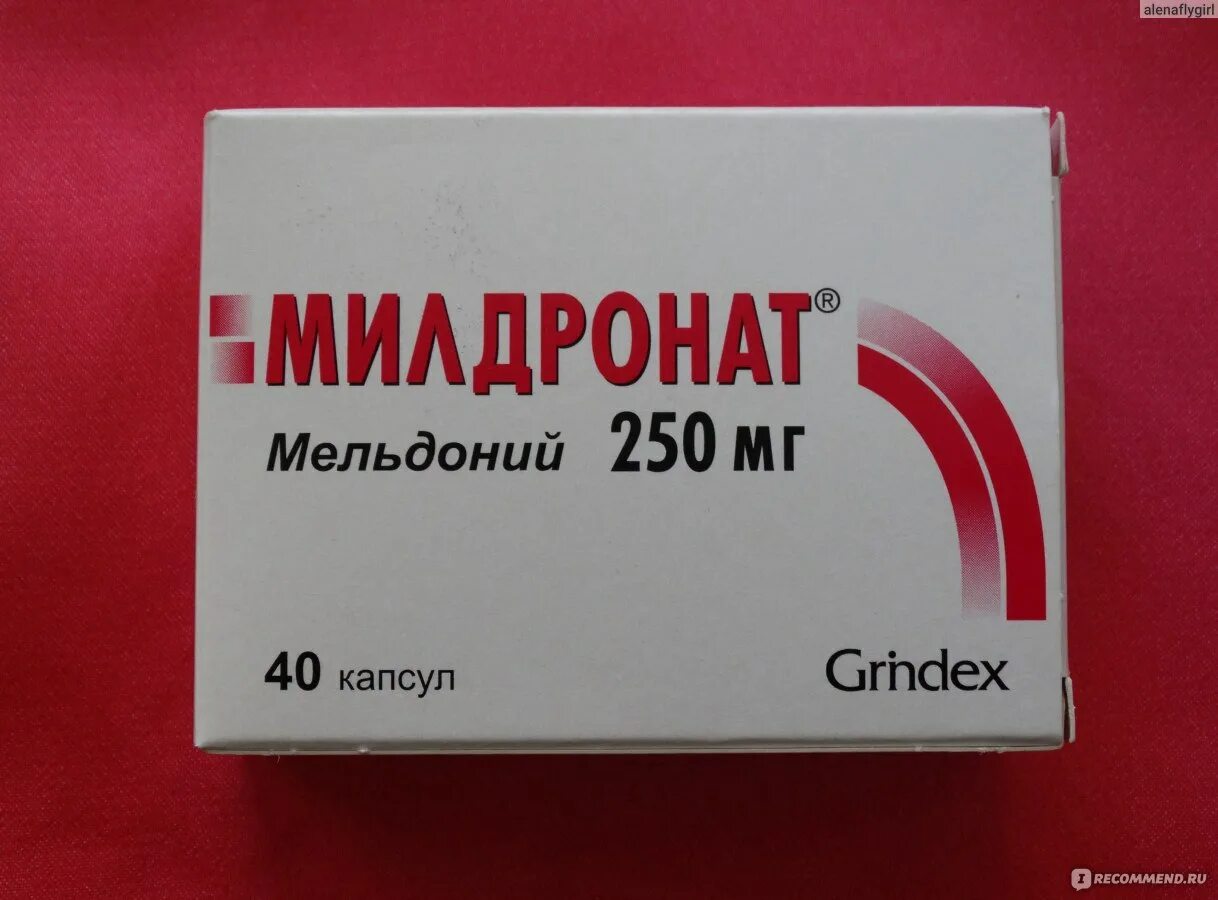 alenaflygirl
МИЛДРОНАТ®
Мельдоний 250 мг
40 капсул
Grindex
I RECOMMEND.RU